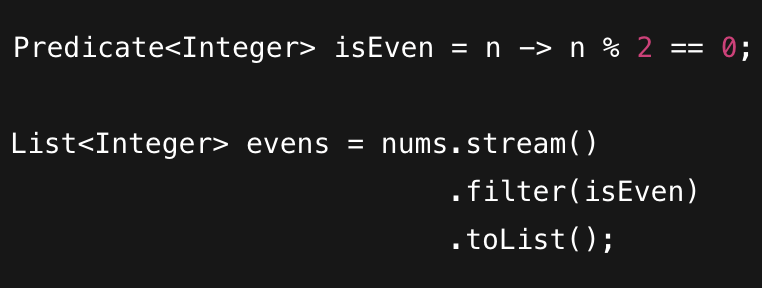 Predicate<Integer> isEven = n -> n % 2 == 0;
List<Integer> evens = nums.stream()
.filter(isEven)
.toList();